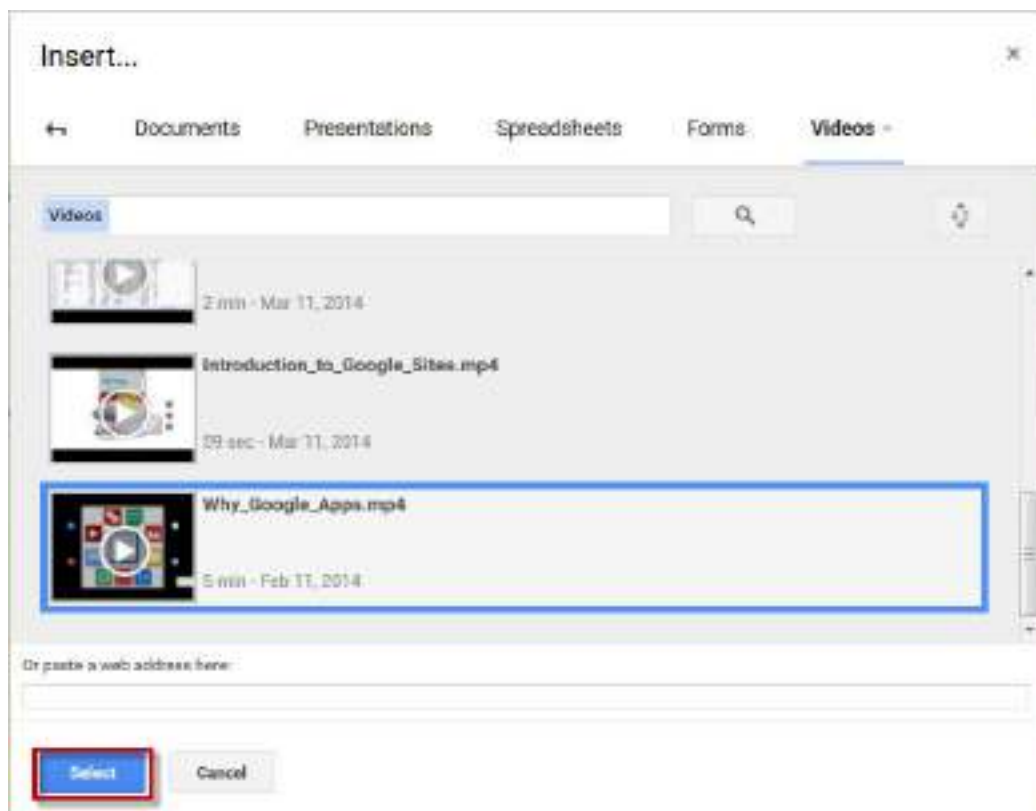 Insert...
Documents Presentations Spreadsheets Forms Videos
Videos
2 min - Mar 11, 2014
Introduction_to_Google_Sites.mp4
59 sec - Mar 11, 2014
Why_Google_Apps.mp4
5 min - Feb 11, 2014
Or paste a web address here:
Select Cancel